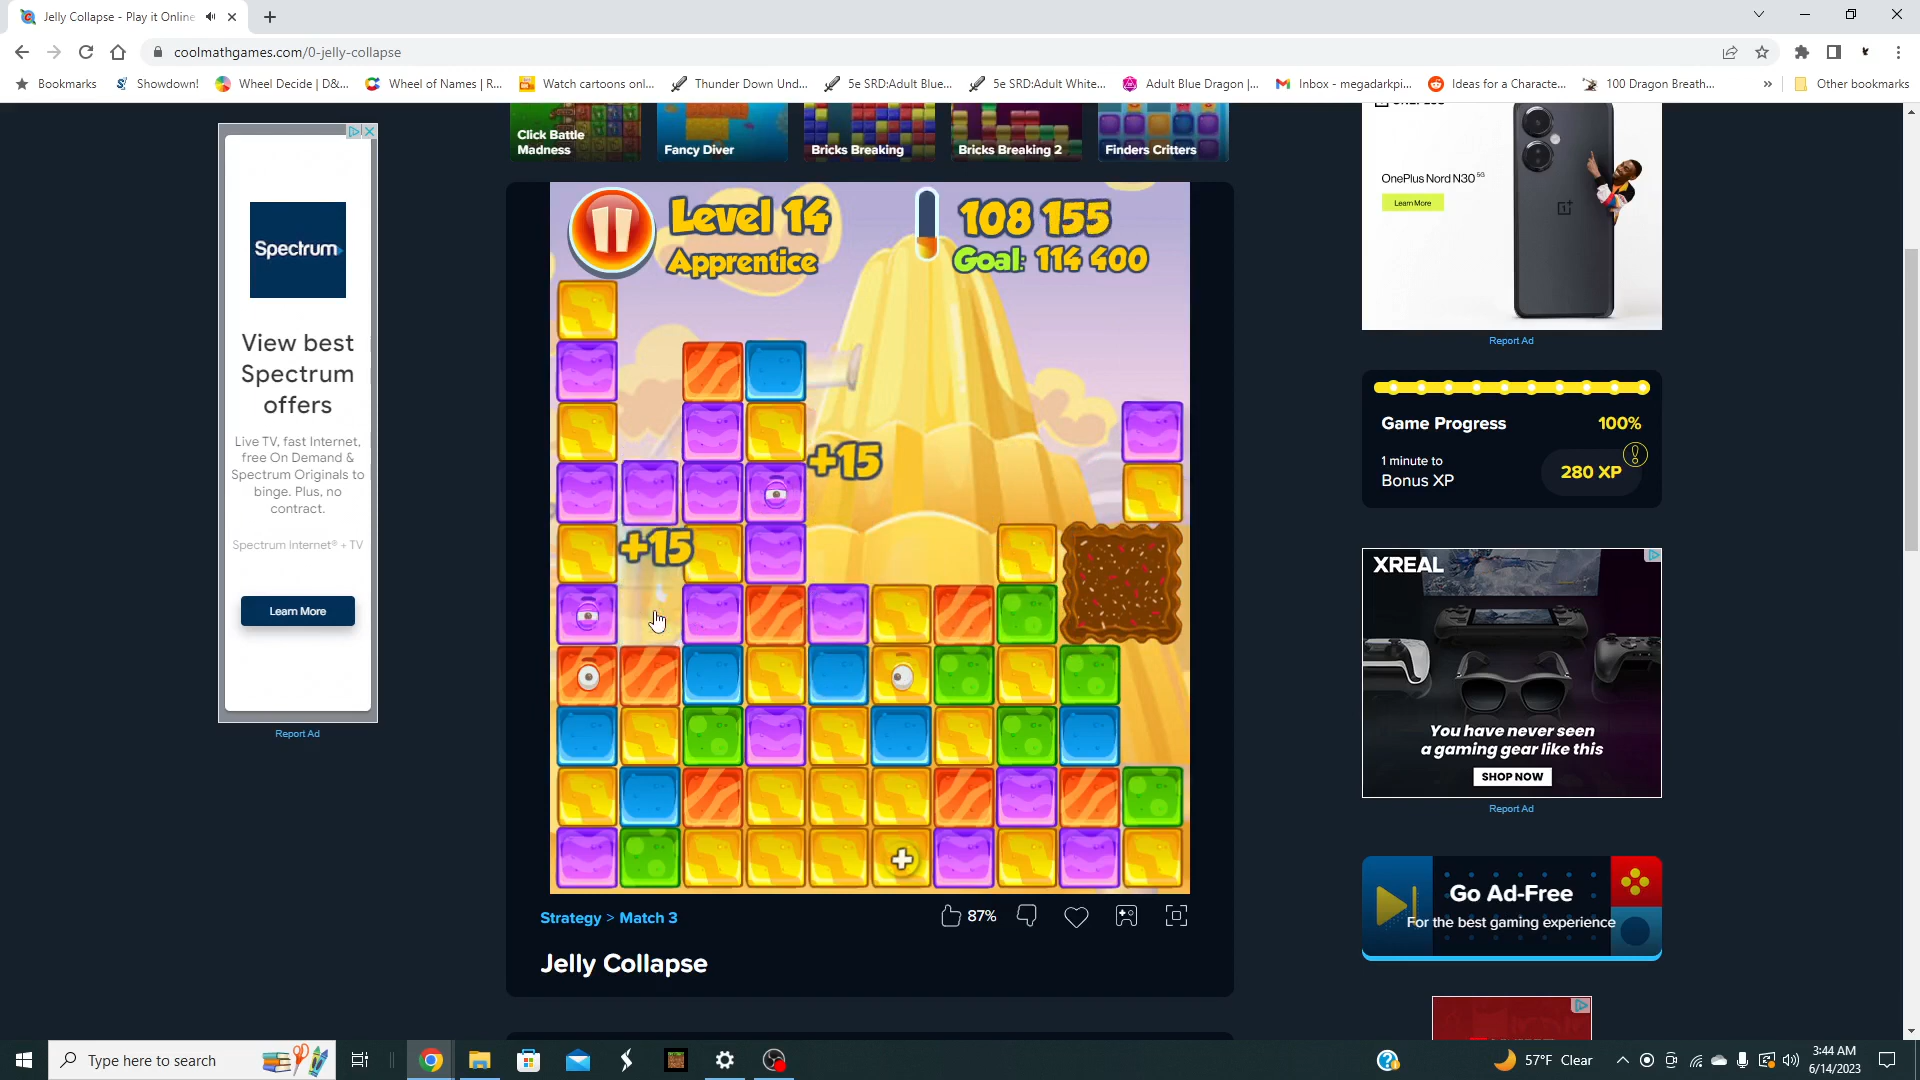 Jelly Collapse - Play it Online
coolmathgames.com/0-jelly-collapse
Bookmarks
Showdown!
Wheel Decide | D&...
Wheel of Names | R...
Watch cartoons onl...
Thunder Down Und...
5e SRD:Adult Blue...
5e SRD:Adult White...
Adult Blue Dragon |...
Inbox - megadarkpi...
Ideas for a Characte...
100 Dragon Breath...
»
Other bookmarks
Click Battle
Madness
Fancy Diver
Bricks Breaking
Bricks Breaking 2
Finders Critters
Spectrum
View best
Spectrum
offers
Live TV, fast Internet,
free On Demand &
Spectrum Originals to
binge. Plus, no
contract.
Spectrum Internet® + TV
Learn More
Report Ad
Level 14
Apprentice
108 155
Goal: 114 400
+15
+15
Strategy > Match 3
87%
Jelly Collapse
OnePlus Nord N30 5G
Learn More
Report Ad
Game Progress
100%
1 minute to
Bonus XP
280 XP
XREAL
You have never seen
a gaming gear like this
SHOP NOW
Report Ad
Go Ad-Free
For the best gaming experience
Type here to search
57°F Clear
3:44 AM
6/14/2023